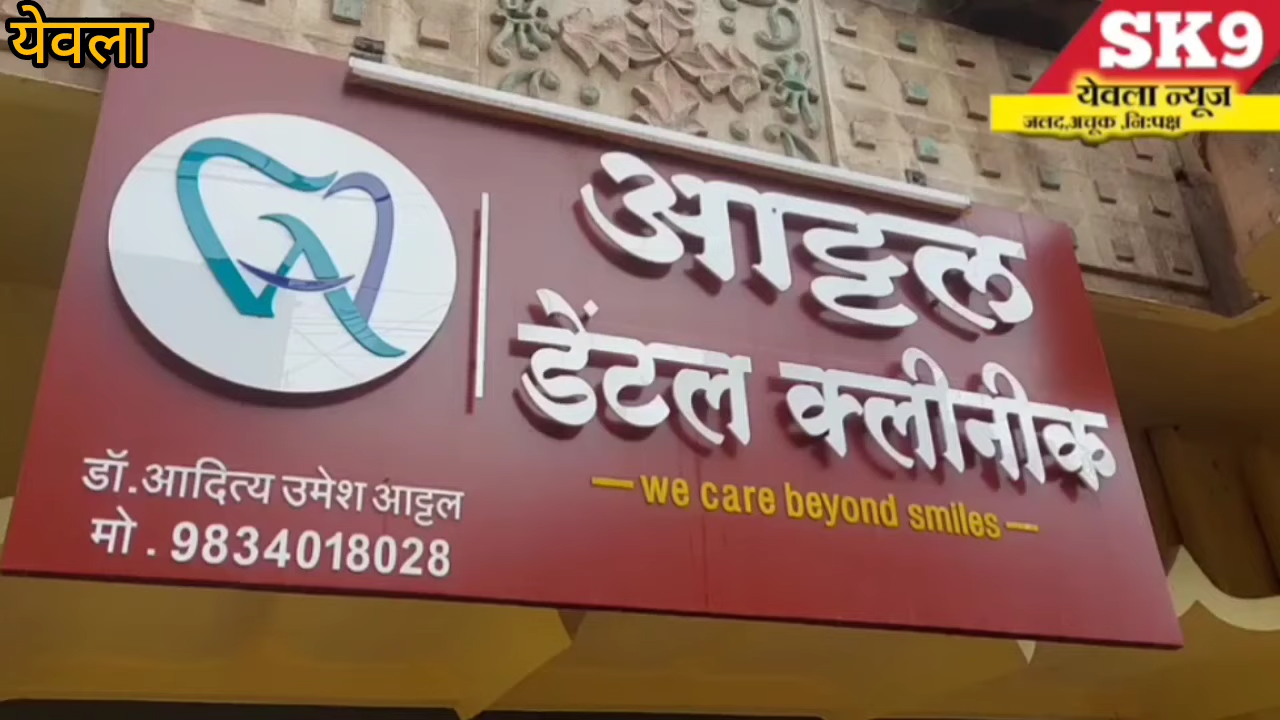 येवला
SK9
येवला न्यूज
जलद,अचूक ,निःपक्ष
आट्टल
डेंटल क्लीनीक
we care beyond smiles
डॉ.आदित्य उमेश आट्टल
मो . 9834018028